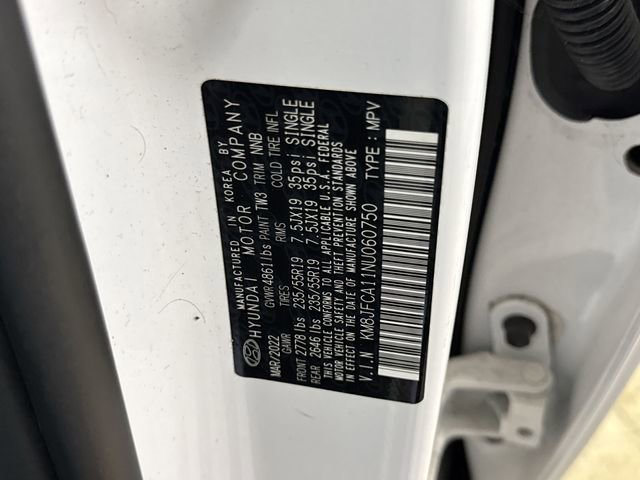 MANUFACTURED IN KOREA BY
HYUNDAI MOTOR COMPANY
MAR/2022 GVWR4861lbs PAINT TW3 TRIM NNB
GAWR TIRES RMS COLD TIRE INFL
FRONT 2778 lbs 235/55R19 7.5JX19 35psi SINGLE
REAR 2646 lbs 235/55R19 7.5JX19 35psi SINGLE
THIS VEHICLE CONFORMS TO ALL APPLICABLE U.S.A. FEDERAL
MOTOR VEHICLE SAFETY AND THEFT PREVENTION STANDARDS
IN EFFECT ON THE DATE OF MANUFACTURE SHOWN ABOVE
V.I.N KM8JFCA11NU060750 TYPE : MPV